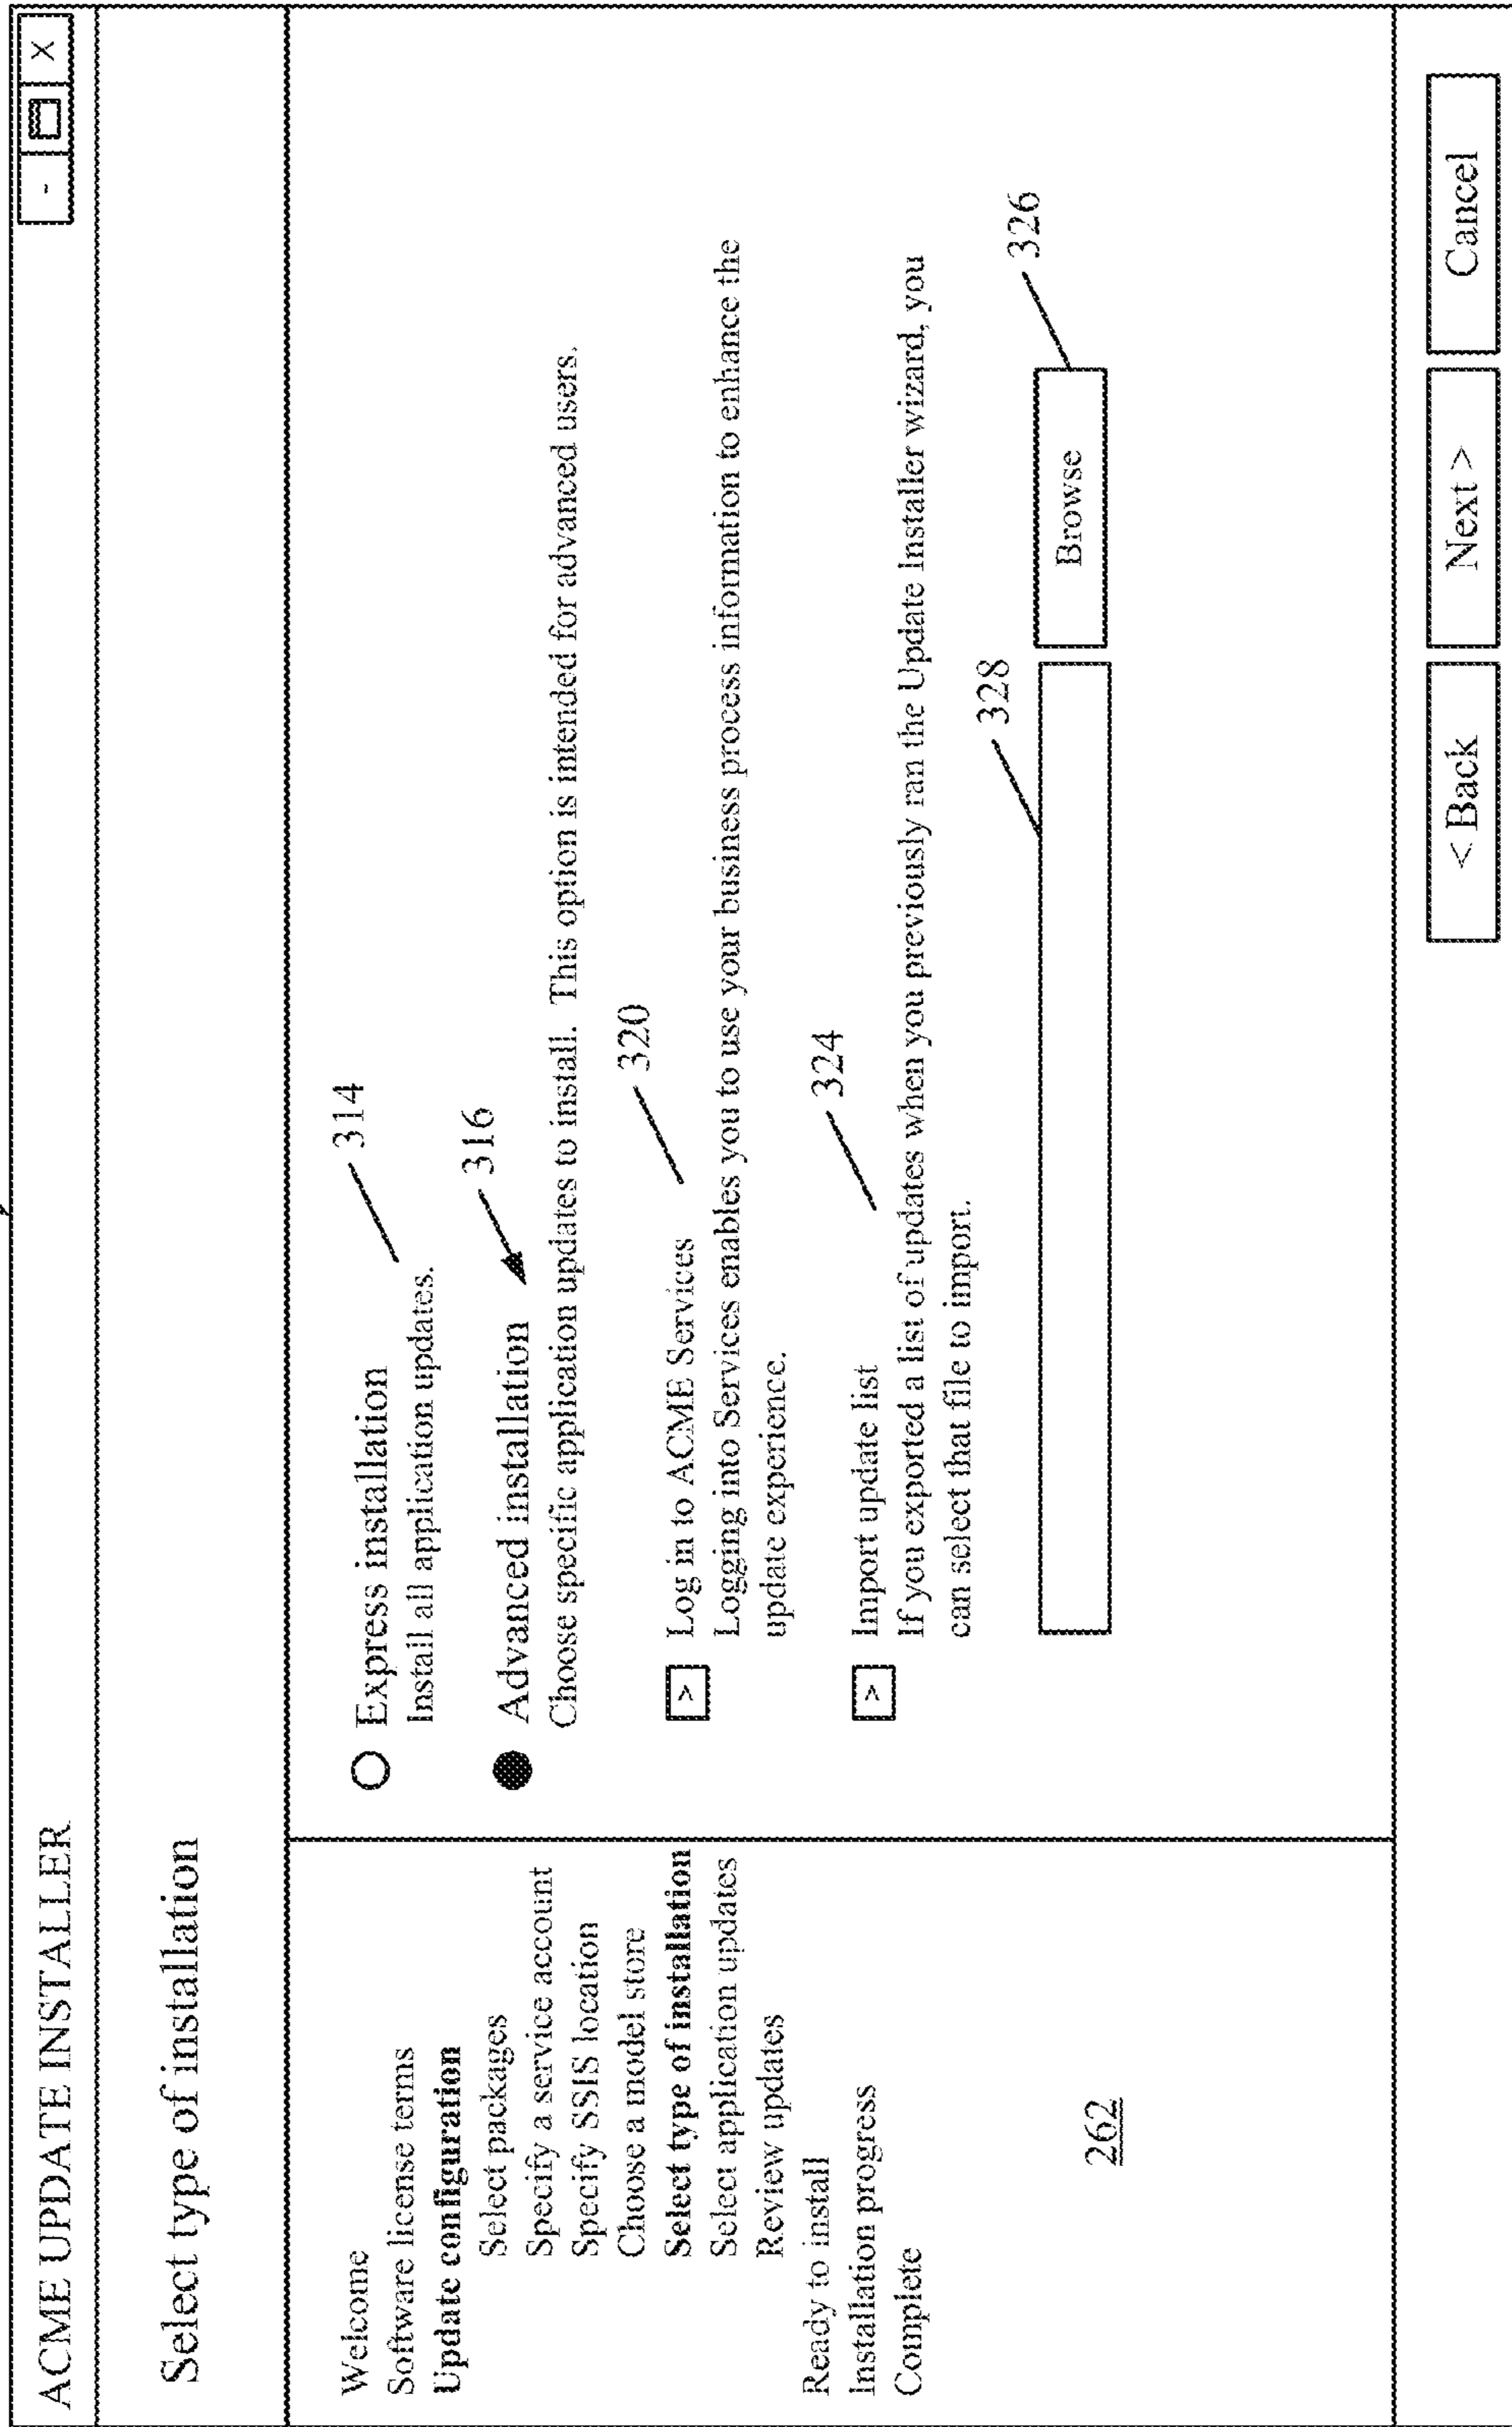 ACME UPDATE INSTALLER
- X
Select type of installation
Welcome
Software license terms
Update configuration
Select packages
Specify a service account
Specify SSIS location
Choose a model store
Select type of installation
Select application updates
Review updates
Ready to install
Installation progress
Complete
262
Express installation
314
Install all application updates.
Advanced installation
316
Choose specific application updates to install. This option is intended for advanced users.
320
> Log in to ACME Services
Logging into Services enables you to use your business process information to enhance the
update experience.
324
> Import update list
If you exported a list of updates when you previously ran the Update Installer wizard, you
can select that file to import.
328
326
Browse
< Back
Next >
Cancel